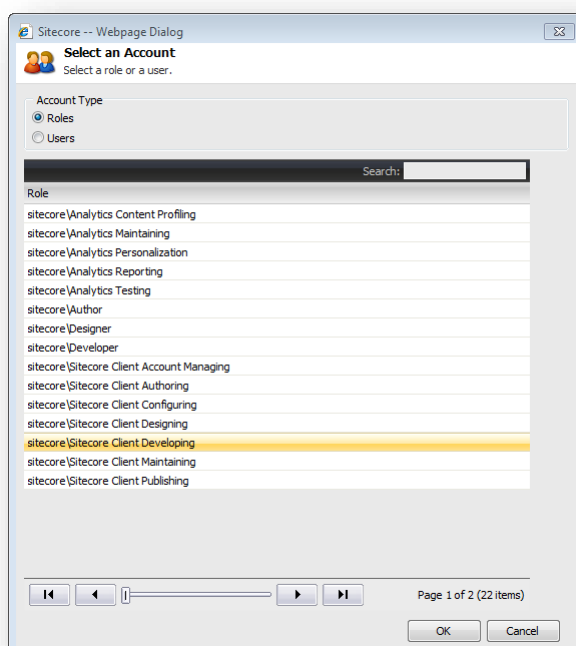 Sitecore -- Webpage Dialog
Select an Account
Select a role or a user.
Account Type
Roles
Users
Search:
Role
sitecore\Analytics Content Profiling
sitecore\Analytics Maintaining
sitecore\Analytics Personalization
sitecore\Analytics Reporting
sitecore\Analytics Testing
sitecore\Author
sitecore\Designer
sitecore\Developer
sitecore\Sitecore Client Account Managing
sitecore\Sitecore Client Authoring
sitecore\Sitecore Client Configuring
sitecore\Sitecore Client Designing
sitecore\Sitecore Client Developing
sitecore\Sitecore Client Maintaining
sitecore\Sitecore Client Publishing
Page 1 of 2 (22 items)
OK Cancel